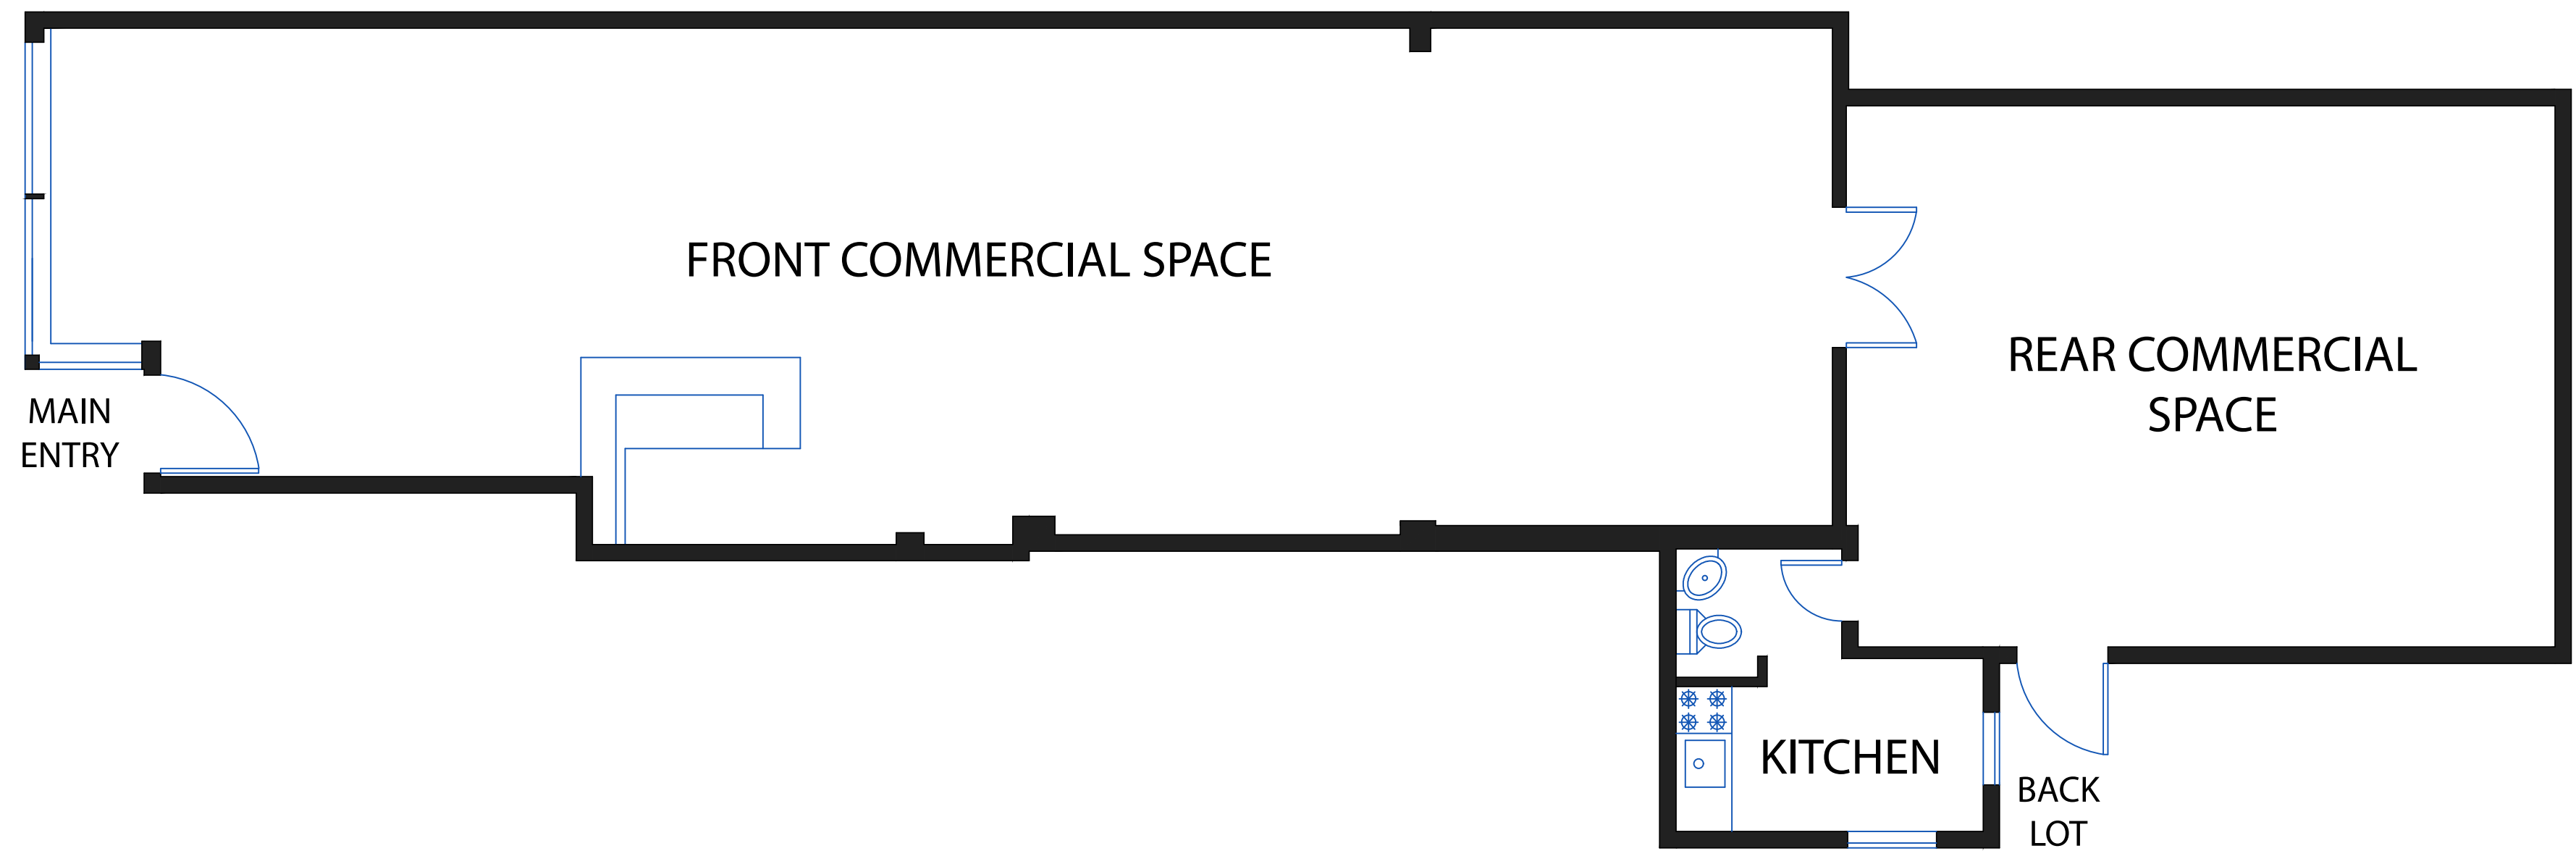 FRONT COMMERCIAL SPACE
REAR COMMERCIAL
SPACE
MAIN
ENTRY
KITCHEN
BACK
LOT